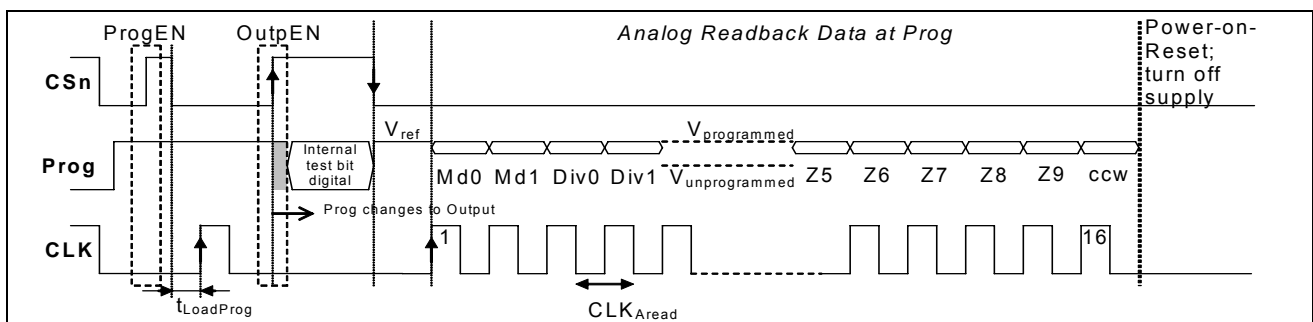 ProgEN OutpEN Analog Readback Data at Prog Power-on-
Reset;
turn off
supply
CSn
Vref Vprogrammed
Prog Internal
test bit
digital
Md0 Md1 Div0 Div1 Vunprogrammed Z5 Z6 Z7 Z8 Z9 ccw
Prog changes to Output
CLK 1 16
tLoadProg CLKAread